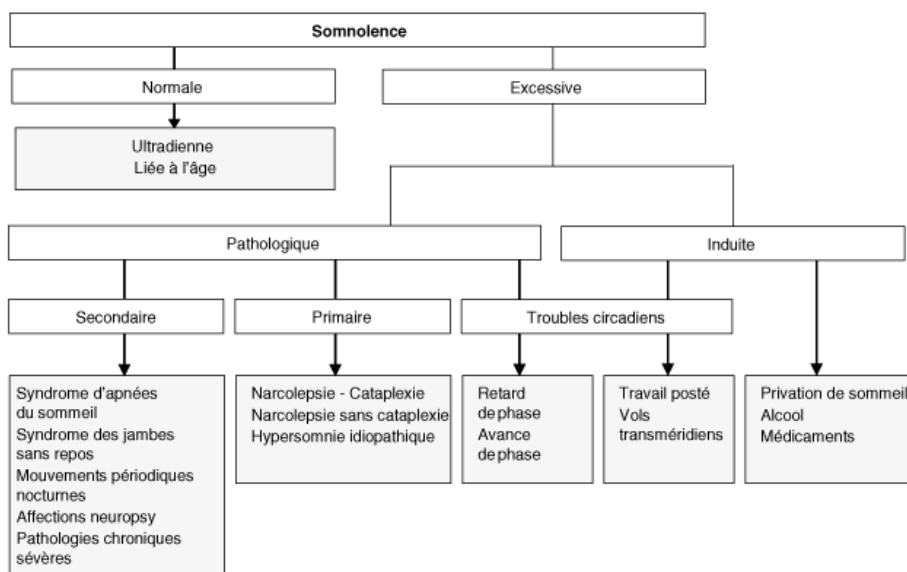 Somnolence
Normale
Excessive
Ultradienne
Liée à l'âge
Pathologique
Induite
Secondaire
Primaire
Troubles circadiens
Syndrome d'apnées
du sommeil
Syndrome des jambes
sans repos
Mouvements périodiques
nocturnes
Affections neuropsy
Pathologies chroniques
sévères
Narcolepsie - Cataplexie
Narcolepsie sans cataplexie
Hypersomnie idiopathique
Retard
de phase
Avance
de phase
Travail posté
Vols
transméridiens
Privation de sommeil
Alcool
Médicaments